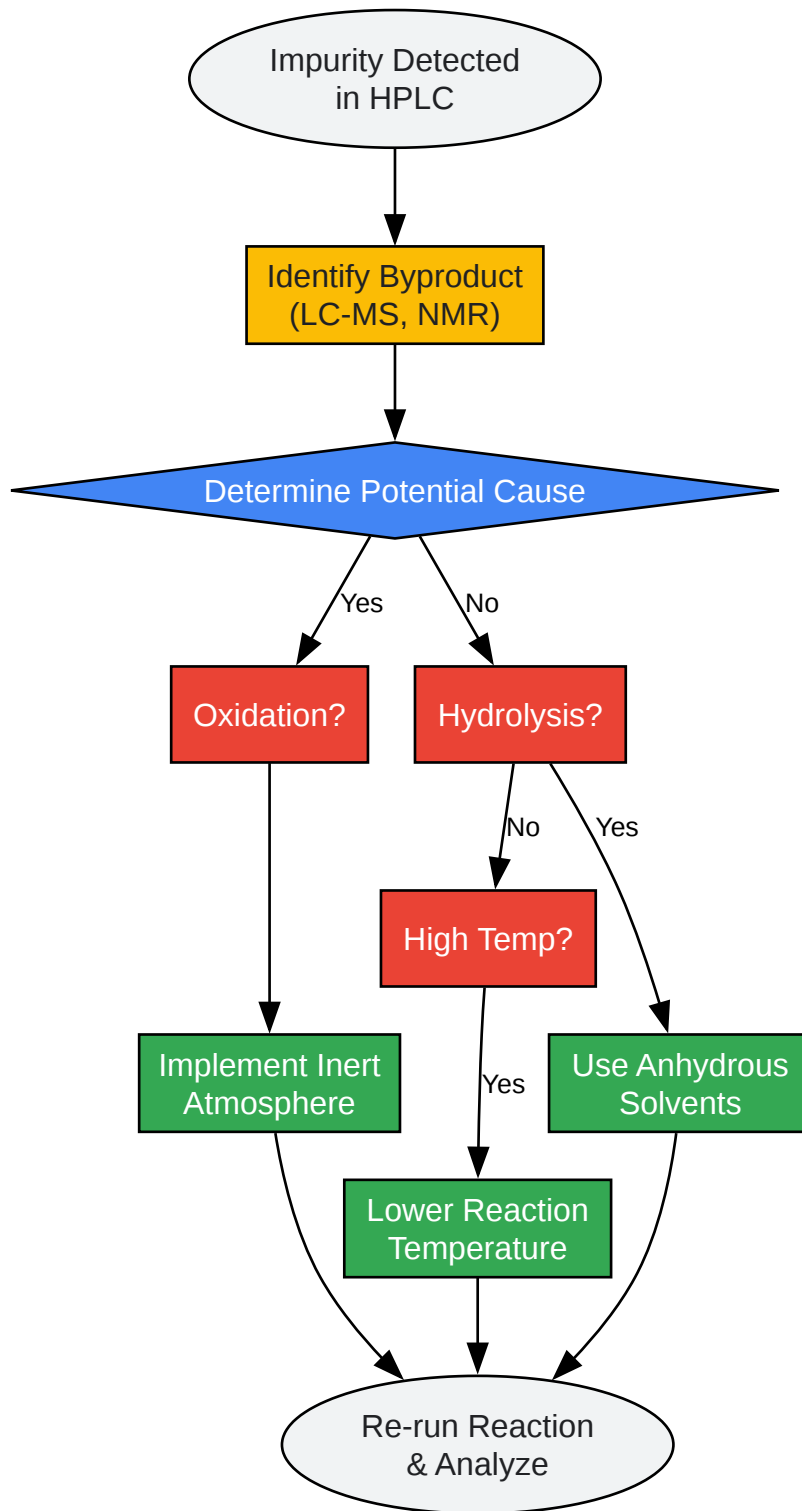 Impurity Detected
in HPLC
Identify Byproduct
(LC-MS, NMR)
Determine Potential Cause
Yes
No
Oxidation?
Hydrolysis?
No
Yes
High Temp?
Implement Inert
Atmosphere
Yes
Use Anhydrous
Solvents
Lower Reaction
Temperature
Re-run Reaction
& Analyze